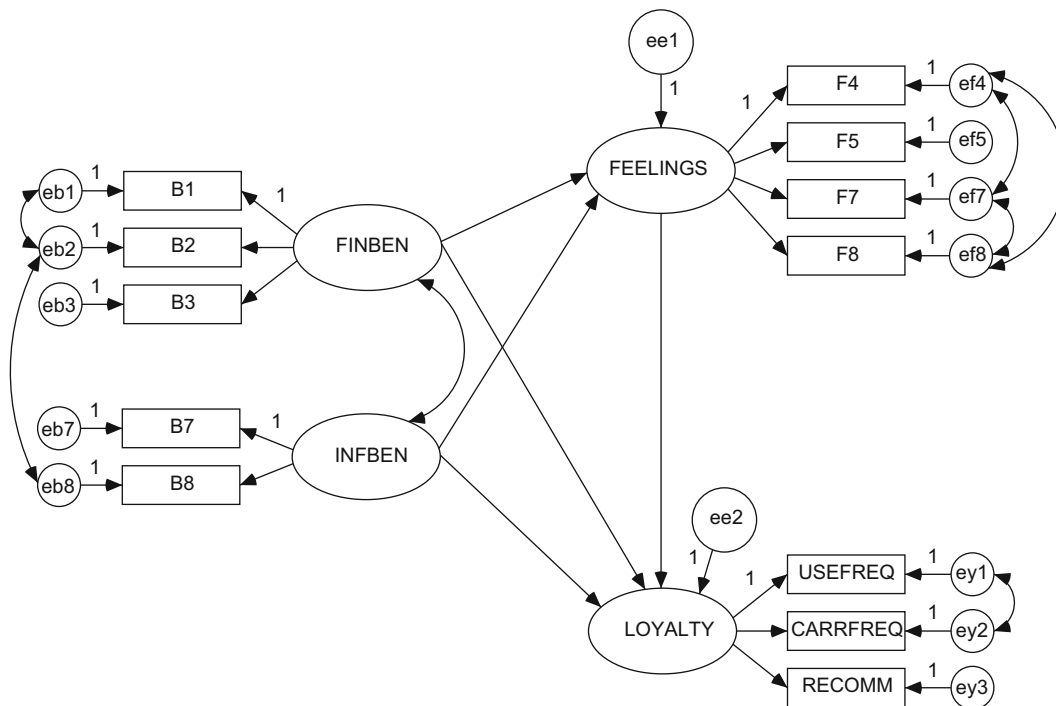 ee1
1
F4
1
ef4
1
F5
1
ef5
FEELINGS
F7
1
ef7
F8
1
ef8
eb1
1
B1
1
eb2
1
B2
FINBEN
eb3
1
B3
eb7
1
B7
1
eb8
1
B8
INFBEN
ee2
1
USEFREQ
1
ey1
1
LOYALTY
CARRFREQ
1
ey2
RECOMM
1
ey3